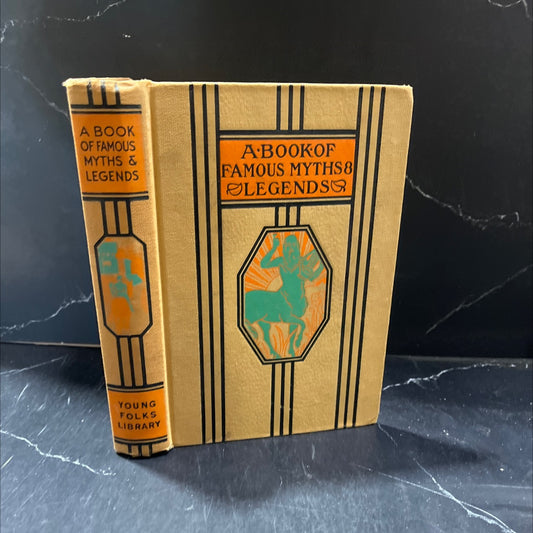 A BOOK
OF FAMOUS
MYTHS &
LEGENDS
YOUNG
FOLKS
LIBRARY
A·BOOK·OF
FAMOUS MYTHS&
LEGENDS